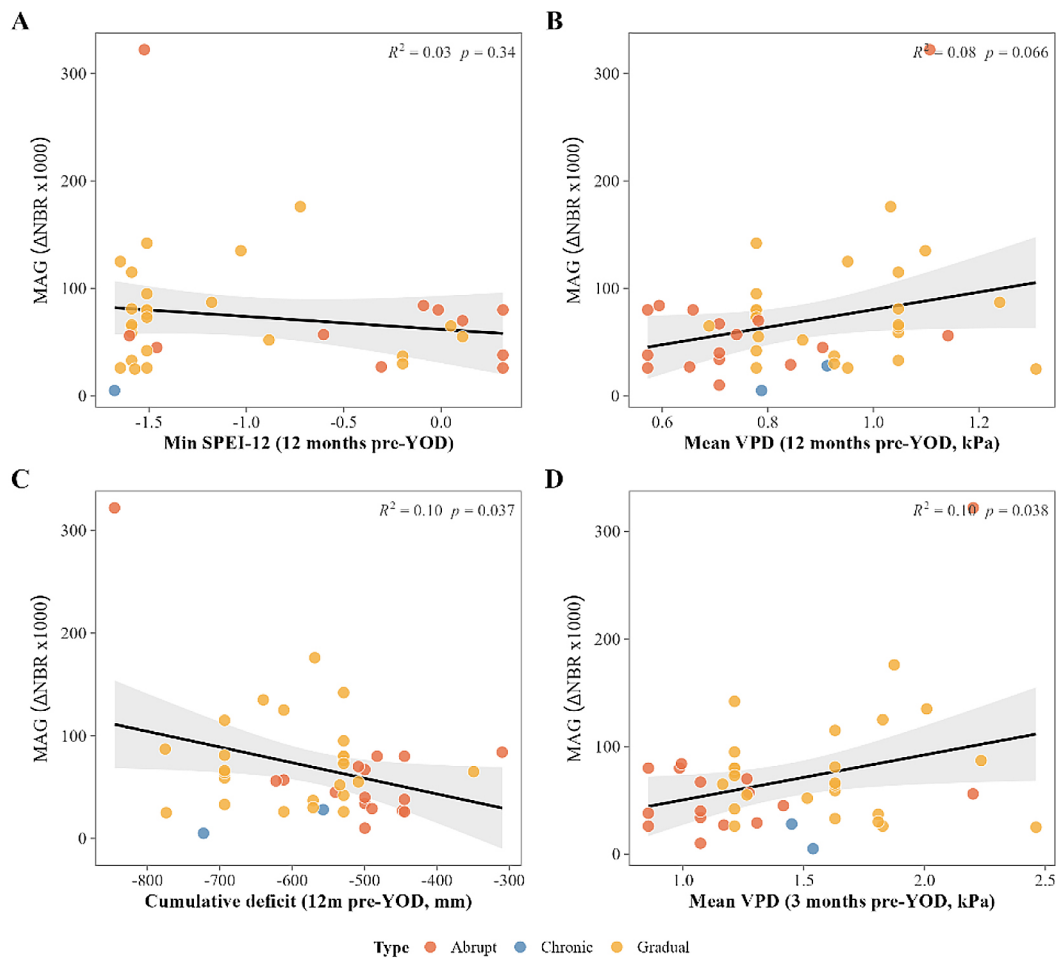 A
R² = 0.03 p = 0.34
300
200
100
0
MAG (ΔNBR x1000)
-1.5 -1.0 -0.5 0.0
Min SPEI-12 (12 months pre-YOD)
B
R² = 0.08 p = 0.066
300
200
100
0
MAG (ΔNBR x1000)
0.6 0.8 1.0 1.2
Mean VPD (12 months pre-YOD, kPa)
C
R² = 0.10 p = 0.037
300
200
100
0
MAG (ΔNBR x1000)
-800 -700 -600 -500 -400 -300
Cumulative deficit (12m pre-YOD, mm)
D
R² = 0.10 p = 0.038
300
200
100
0
MAG (ΔNBR x1000)
1.0 1.5 2.0 2.5
Mean VPD (3 months pre-YOD, kPa)
Type Abrupt Chronic Gradual